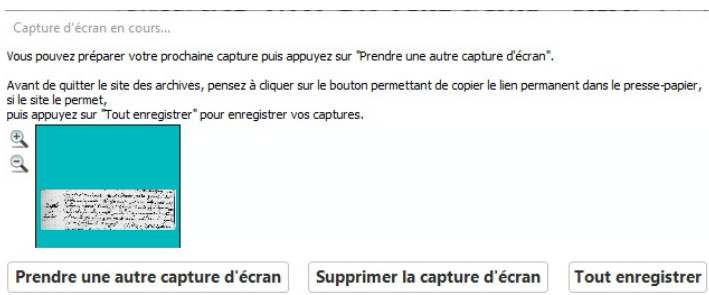 Capture d'écran en cours...
Vous pouvez préparer votre prochaine capture puis appuyez sur "Prendre une autre capture d'écran".
Avant de quitter le site des archives, pensez à cliquer sur le bouton permettant de copier le lien permanent dans le presse-papier,
si le site le permet,
puis appuyez sur "Tout enregistrer" pour enregistrer vos captures.
Prendre une autre capture d'écran Supprimer la capture d'écran Tout enregistrer